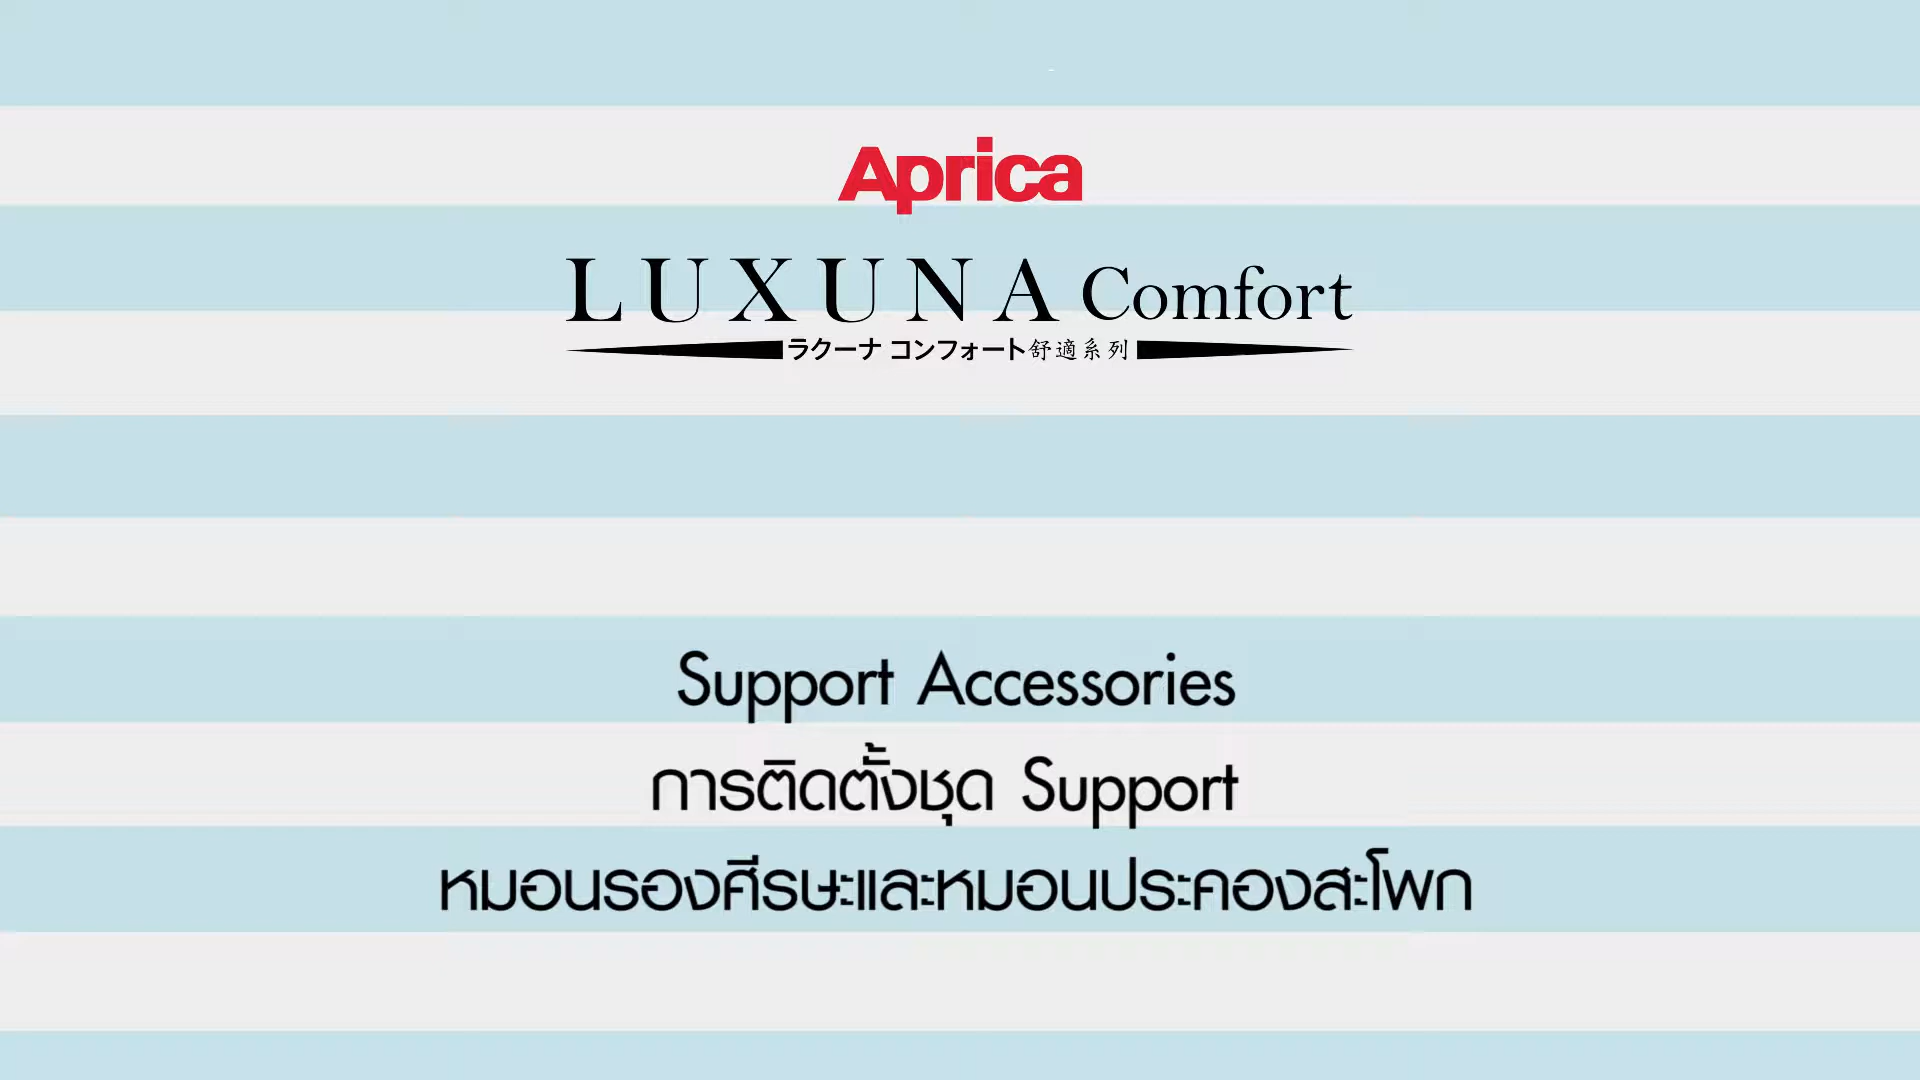 Aprica
LUXUNA Comfort
ラクーナ コンフォート舒適系列
Support Accessories
การติดตั้งชุด Support
หมอนรองศีรษะและหมอนประคองสะโพก